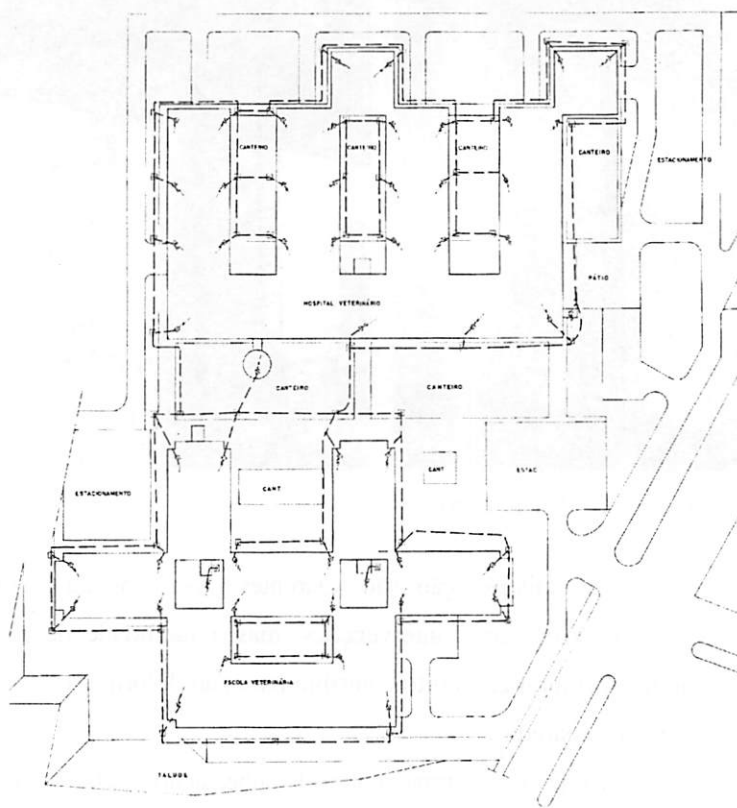 CANTEIRO
CANTEIRO
CANTEIRO
CANTEIRO
ESTACIONAMENTO
PÁTIO
HOSPITAL VETERINÁRIO
CANTEIRO
CANTEIRO
CANT
ESTAC
ESTACIONAMENTO
CANT
ESCOLA VETERINÁRIA
TALUDE